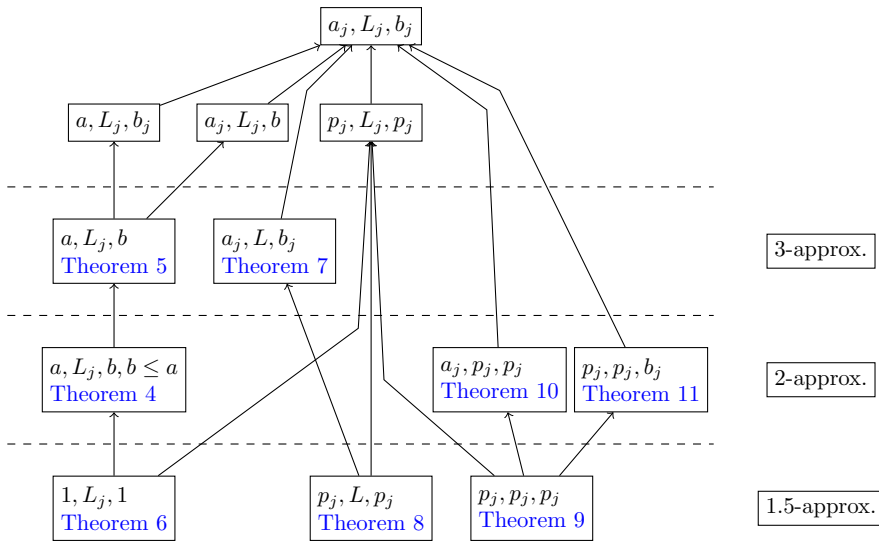 a_j, L_j, b_j
a, L_j, b_j
a_j, L_j, b
p_j, L_j, p_j
a, L_j, b
Theorem 5
a_j, L, b_j
Theorem 7
3-approx.
a, L_j, b, b ≤ a
Theorem 4
a_j, p_j, p_j
Theorem 10
p_j, p_j, b_j
Theorem 11
2-approx.
1, L_j, 1
Theorem 6
p_j, L, p_j
Theorem 8
p_j, p_j, p_j
Theorem 9
1.5-approx.